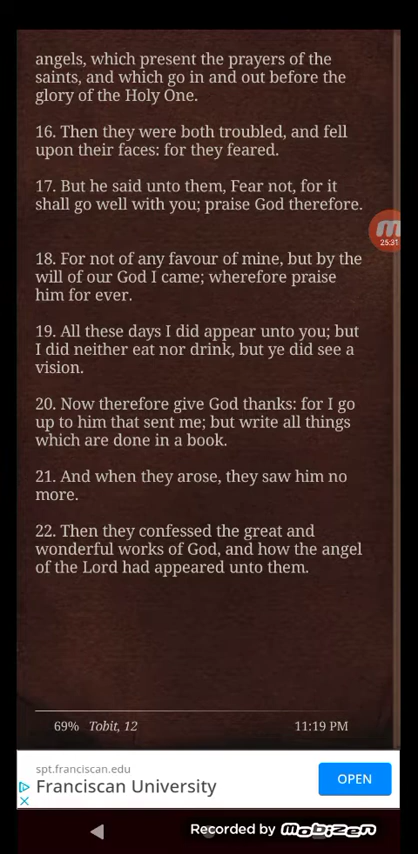 angels, which present the prayers of the
saints, and which go in and out before the
glory of the Holy One.
16. Then they were both troubled, and fell
upon their faces: for they feared.
17. But he said unto them, Fear not, for it
shall go well with you; praise God therefore.
25:31
18. For not of any favour of mine, but by the
will of our God I came; wherefore praise
him for ever.
19. All these days I did appear unto you; but
I did neither eat nor drink, but ye did see a
vision.
20. Now therefore give God thanks: for I go
up to him that sent me; but write all things
which are done in a book.
21. And when they arose, they saw him no
more.
22. Then they confessed the great and
wonderful works of God, and how the angel
of the Lord had appeared unto them.
69% Tobit, 12 11:19 PM
spt.franciscan.edu
Franciscan University
OPEN
Recorded by mobizen